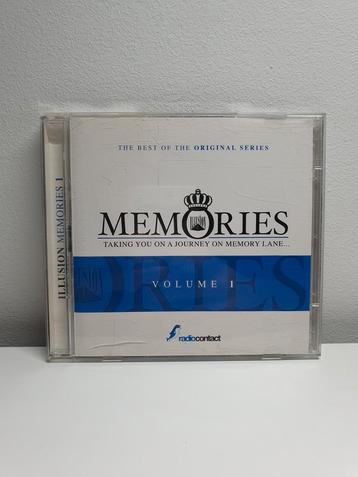 THE BEST OF THE ORIGINAL SERIES
MEMORIES
ILLUSION
TAKING YOU ON A JOURNEY ON MEMORY LANE...
ORIES
VOLUME 1
radiocontact
ILLUSION MEMORIES 1